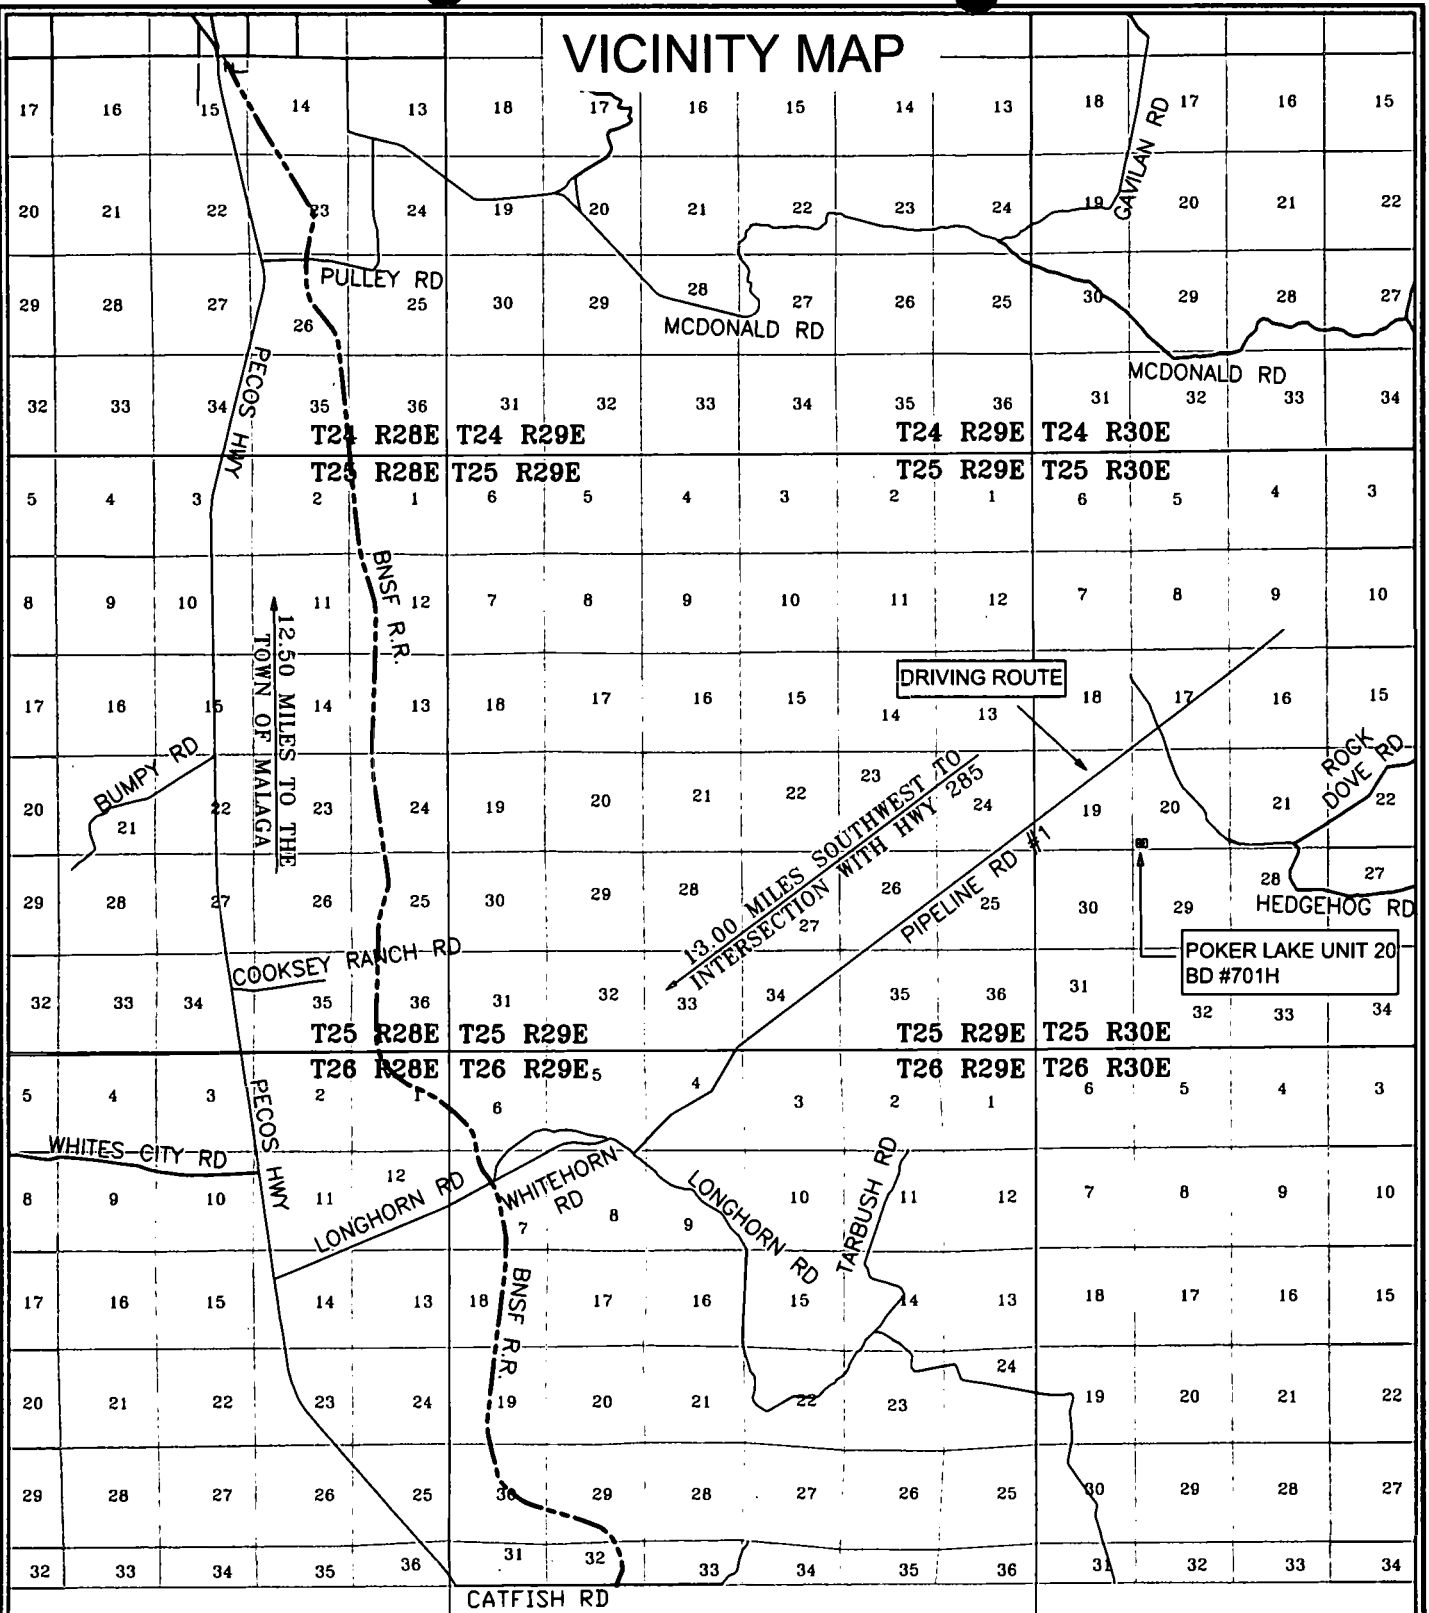 VICINITY MAP
17 16 15 14 13 18 17 16 15 14 13 18 17 16 15
GAVILAN RD
20 21 22 23 24 19 20 21 22 23 24 19 20 21 22
PULLEY RD
29 28 27 26 25 30 29 28 27 26 25 30 29 28 27
MCDONALD RD
MCDONALD RD
PECOS HWY
32 33 34 35 36 31 32 33 34 35 36 31 32 33 34
T24 R28E T24 R29E T24 R29E T24 R30E
T25 R28E T25 R29E T25 R29E T25 R30E
5 4 3 2 1 6 5 4 3 2 1 6 5 4 3
BNSF R.R.
8 9 10 11 12 7 8 9 10 11 12 7 8 9 10
12.50 MILES TO THE
TOWN OF MALAGA
DRIVING ROUTE
17 16 15 14 13 18 17 16 15 14 13 18 17 16 15
BUMPY RD
ROCK
DOVE RD
20 21 22 23 24 19 20 21 22 23 24 19 20 21 22
13.00 MILES SOUTHWEST TO
INTERSECTION WITH HWY 285
PIPELINE RD #1
29 28 27 26 25 30 29 28 27 26 25 30 29 28 27
HEDGEHOG RD
COOKSEY RANCH RD
POKER LAKE UNIT 20
BD #701H
32 33 34 35 36 31 32 33 34 35 36 31 32 33 34
T25 R28E T25 R29E T25 R29E T25 R30E
T26 R28E T26 R29E T26 R29E T26 R30E
5 4 3 2 1 6 5 4 3 2 1 6 5 4 3
PECOS HWY
WHITES CITY RD
LONGHORN RD
WHITEHORN
RD
LONGHORN RD
TARBUSH RD
8 9 10 11 12 7 8 9 10 11 12 7 8 9 10
BNSF R.R.
17 16 15 14 13 18 17 16 15 14 13 18 17 16 15
20 21 22 23 24 19 20 21 22 23 24 19 20 21 22
29 28 27 26 25 30 29 28 27 26 25 30 29 28 27
32 33 34 35 36 31 32 33 34 35 36 31 32 33 34
CATFISH RD